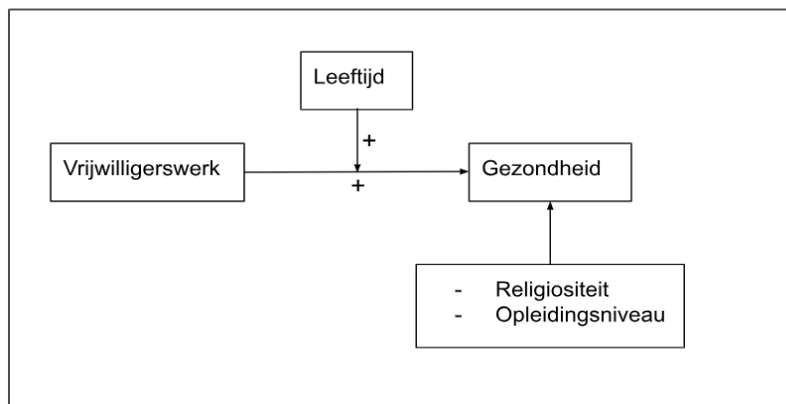 Leeftijd
+
Vrijwilligerswerk
+
Gezondheid
- Religiositeit
- Opleidingsniveau